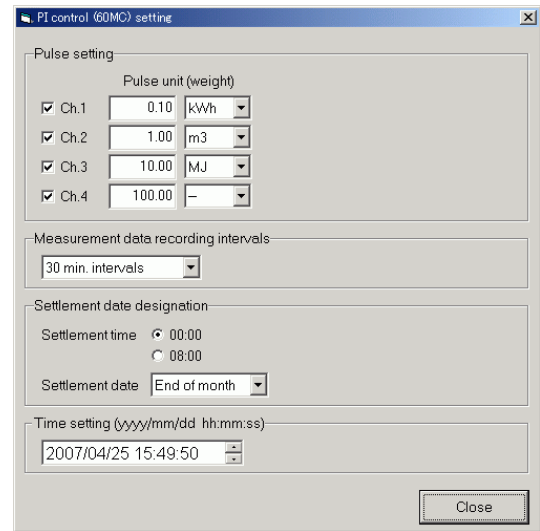 PI control (60MC) setting
Pulse setting
Pulse unit (weight)
Ch.1 0.10 kWh
Ch.2 1.00 m3
Ch.3 10.00 MJ
Ch.4 100.00 –
Measurement data recording intervals
30 min. intervals
Settlement date designation
Settlement time 00:00
08:00
Settlement date End of month
Time setting (yyyy/mm/dd hh:mm:ss)
2007/04/25 15:49:50
Close